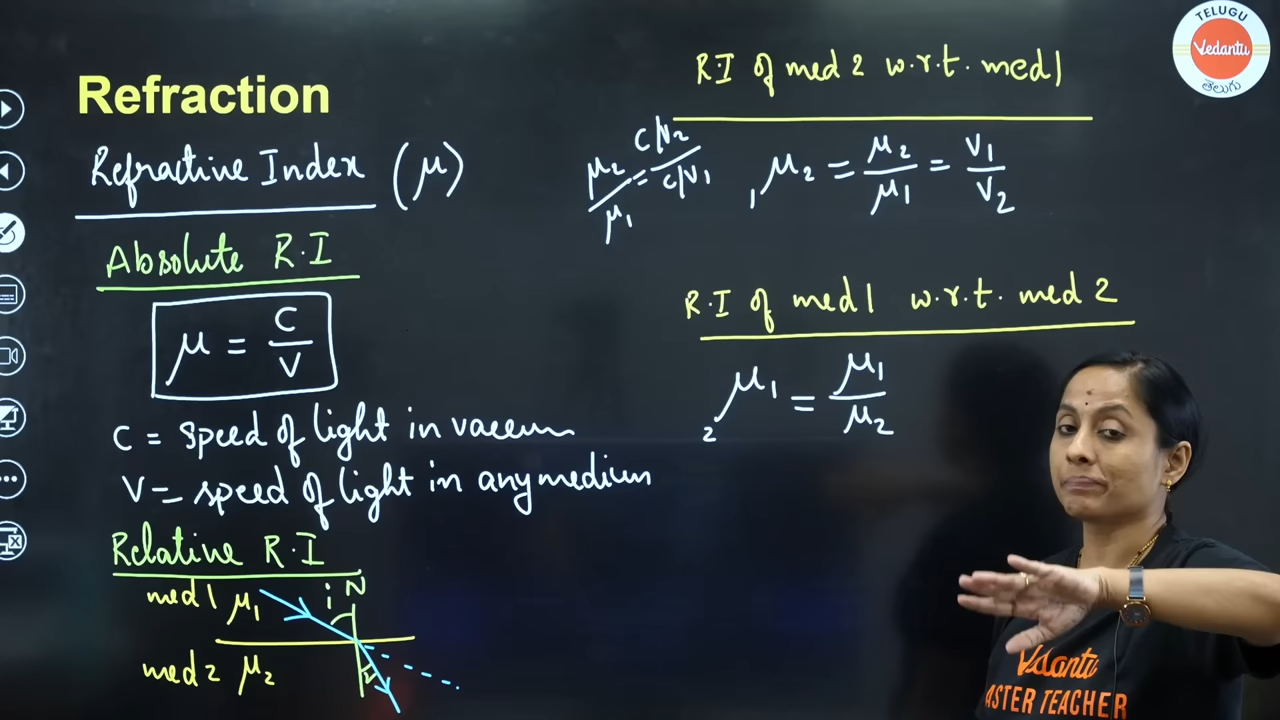 TELUGU
Vedantu
తెలుగు
Refraction
Refractive Index (μ)
Absolute R.I
μ = C/V
C = speed of light in vaccum
V = speed of light in any medium
Relative R.I
med 1 μ1 i N
med 2 μ2 r
R.I of med 2 w.r.t. med 1
μ2/μ1 = C/V2 / C/V1
1μ2 = μ2/μ1 = V1/V2
R.I of med 1 w.r.t. med 2
2μ1 = μ1/μ2
Vedantu
ASTER TEACHER